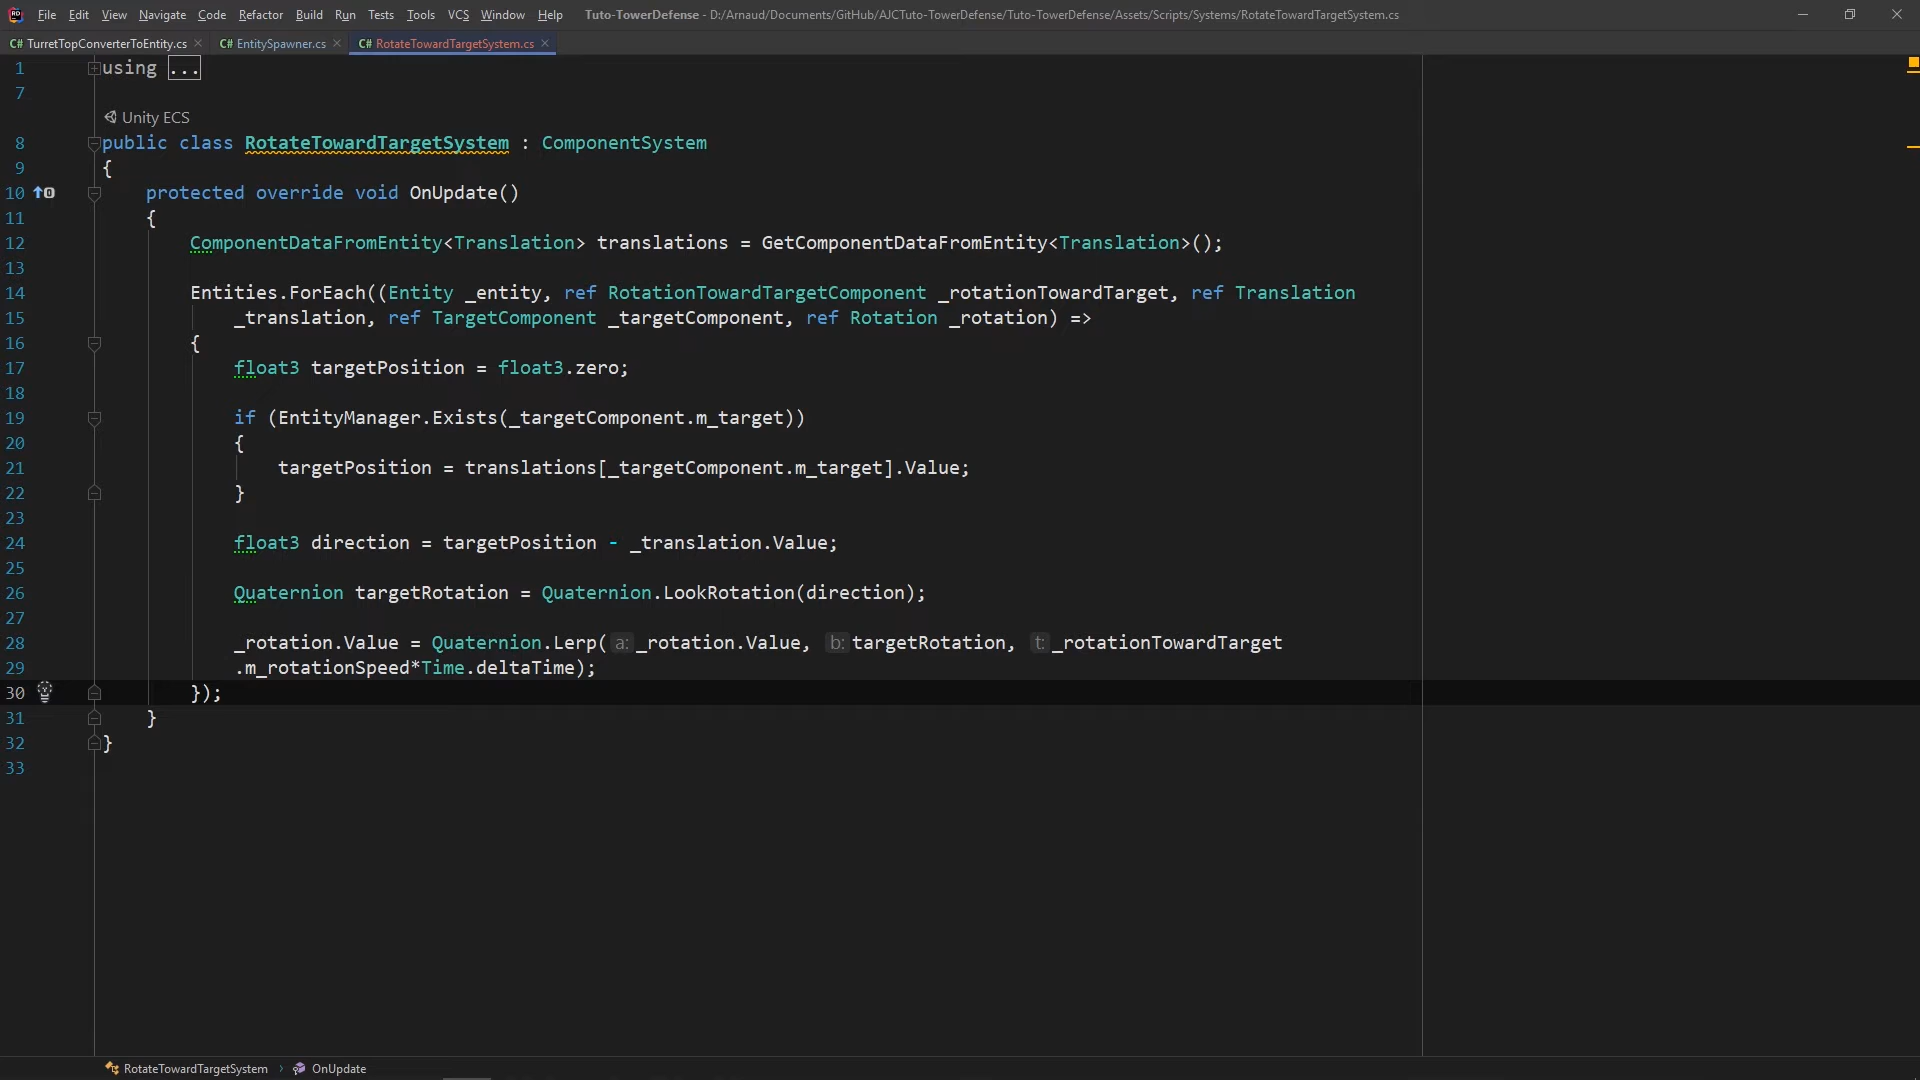 File Edit View Navigate Code Refactor Build Run Tests Tools VCS Window Help Tuto-TowerDefense - D:/Arnaud/Documents/GitHub/AJCTuto-TowerDefense/Tuto-TowerDefense/Assets/Scripts/Systems/RotateTowardTargetSystem.cs
C# TurretTopConverterToEntity.cs C# EntitySpawner.cs C# RotateTowardTargetSystem.cs
1 using ...
7
Unity ECS
8 public class RotateTowardTargetSystem : ComponentSystem
9 {
10 protected override void OnUpdate()
11 {
12 ComponentDataFromEntity<Translation> translations = GetComponentDataFromEntity<Translation>();
13
14 Entities.ForEach((Entity _entity, ref RotationTowardTargetComponent _rotationTowardTarget, ref Translation
15 _translation, ref TargetComponent _targetComponent, ref Rotation _rotation) =>
16 {
17 float3 targetPosition = float3.zero;
18
19 if (EntityManager.Exists(_targetComponent.m_target))
20 {
21 targetPosition = translations[_targetComponent.m_target].Value;
22 }
23
24 float3 direction = targetPosition - _translation.Value;
25
26 Quaternion targetRotation = Quaternion.LookRotation(direction);
27
28 _rotation.Value = Quaternion.Lerp( a: _rotation.Value, b: targetRotation, t: _rotationTowardTarget
29 .m_rotationSpeed*Time.deltaTime);
30 });
31 }
32 }
33
RotateTowardTargetSystem › OnUpdate